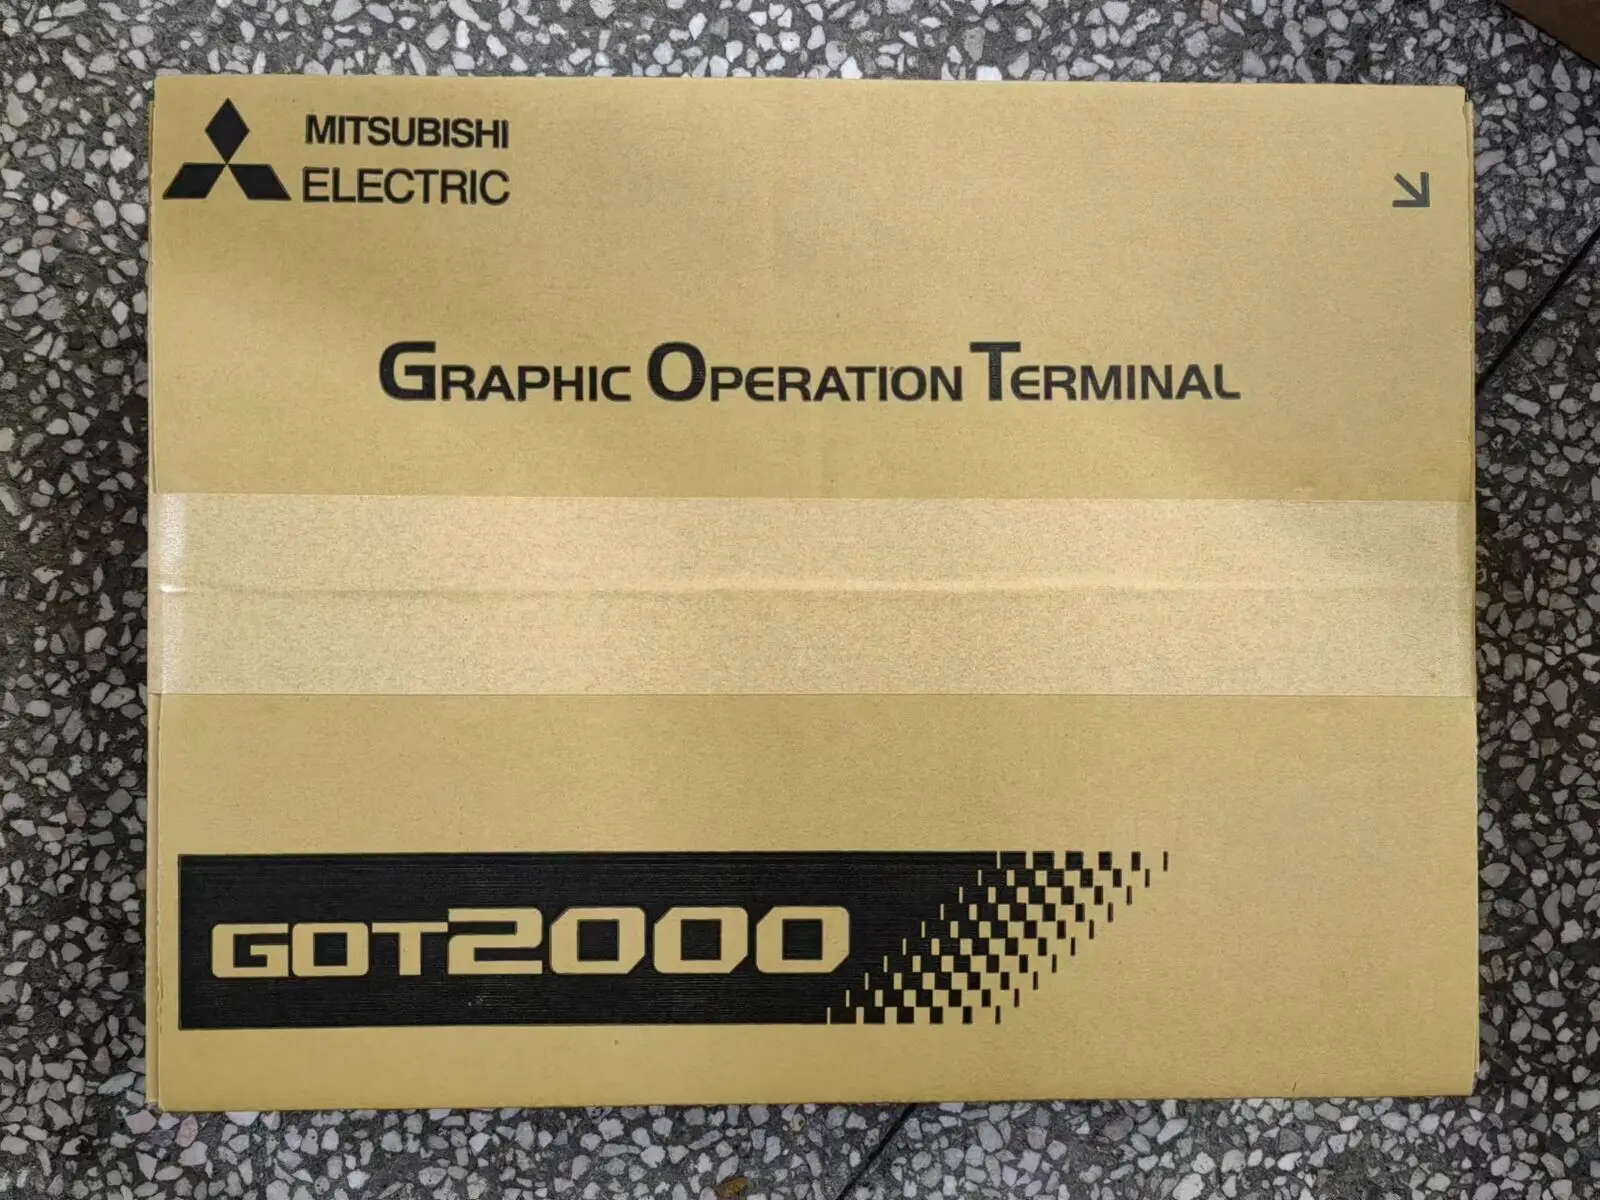 MITSUBISHI
ELECTRIC
GRAPHIC OPERATION TERMINAL
GOT2000